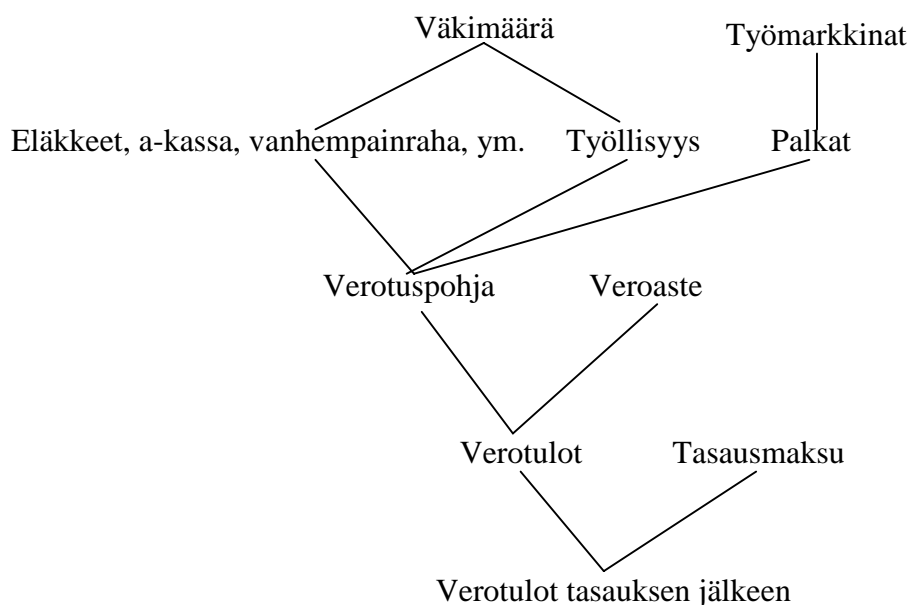 Väkimäärä
Työmarkkinat
Eläkkeet, a-kassa, vanhempainraha, ym.
Työllisyys
Palkat
Verotuspohja
Veroaste
Verotulot
Tasausmaksu
Verotulot tasauksen jälkeen